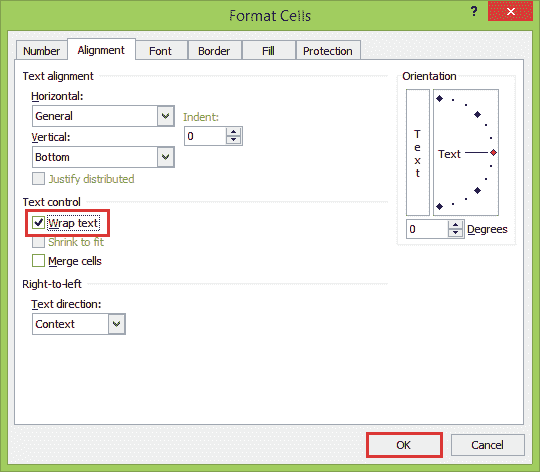 Format Cells
?
Number Alignment Font Border Fill Protection
Text alignment
Horizontal:
General
Indent:
0
Vertical:
Bottom
Justify distributed
Text control
Wrap text
Shrink to fit
Merge cells
Right-to-left
Text direction:
Context
Orientation
Text
Text
0 Degrees
OK Cancel